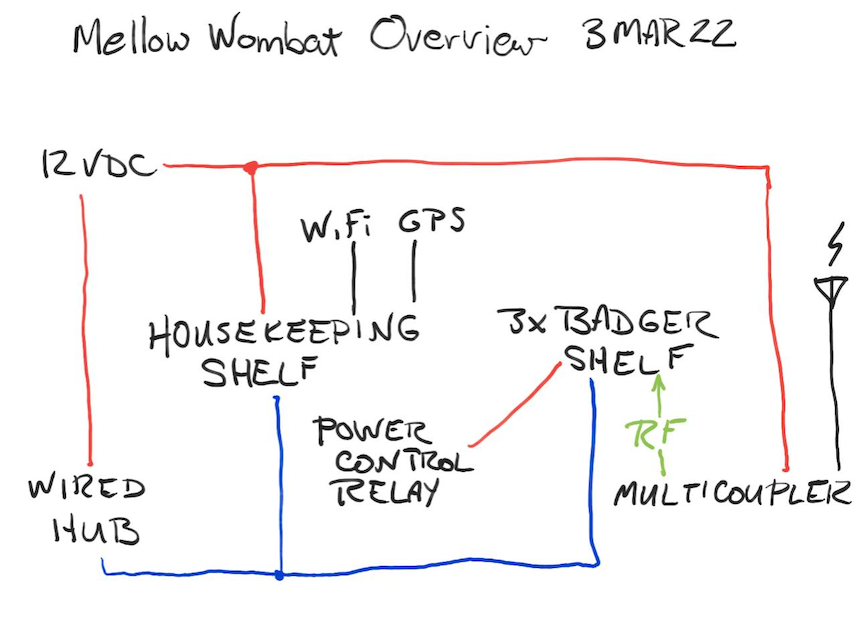 Mellow Wombat Overview 3MAR22
12VDC
WiFi GPS
HOUSEKEEPING
SHELF
3x BADGER
SHELF
POWER
CONTROL
RELAY
RF
WIRED
HUB
MULTICOUPLER